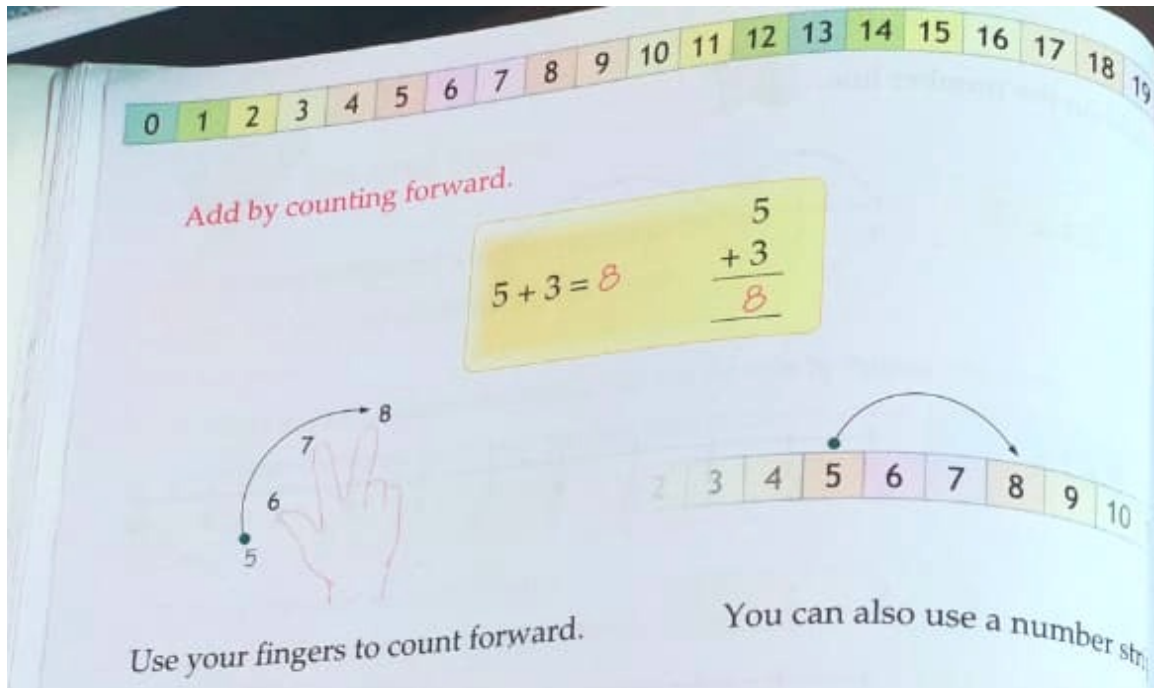 0 1 2 3 4 5 6 7 8 9 10 11 12 13 14 15 16 17 18 19
Add by counting forward.
5 + 3 = 8
5
+ 3
8
8
7
6
5
2 3 4 5 6 7 8 9 10
Use your fingers to count forward.
You can also use a number